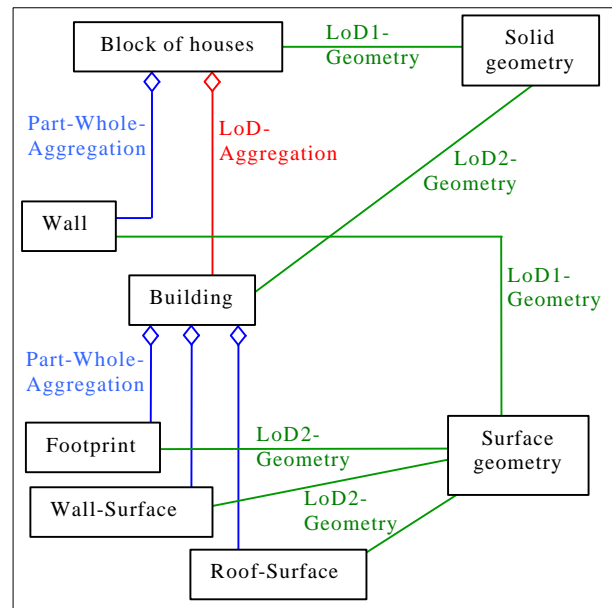 Block of houses
LoD1-
Geometry
Solid
geometry
Part-Whole-
Aggregation
LoD-
Aggregation
LoD2-
Geometry
Wall
LoD1-
Geometry
Building
Part-Whole-
Aggregation
Footprint
LoD2-
Geometry
Surface
geometry
Wall-Surface
LoD2-
Geometry
Roof-Surface